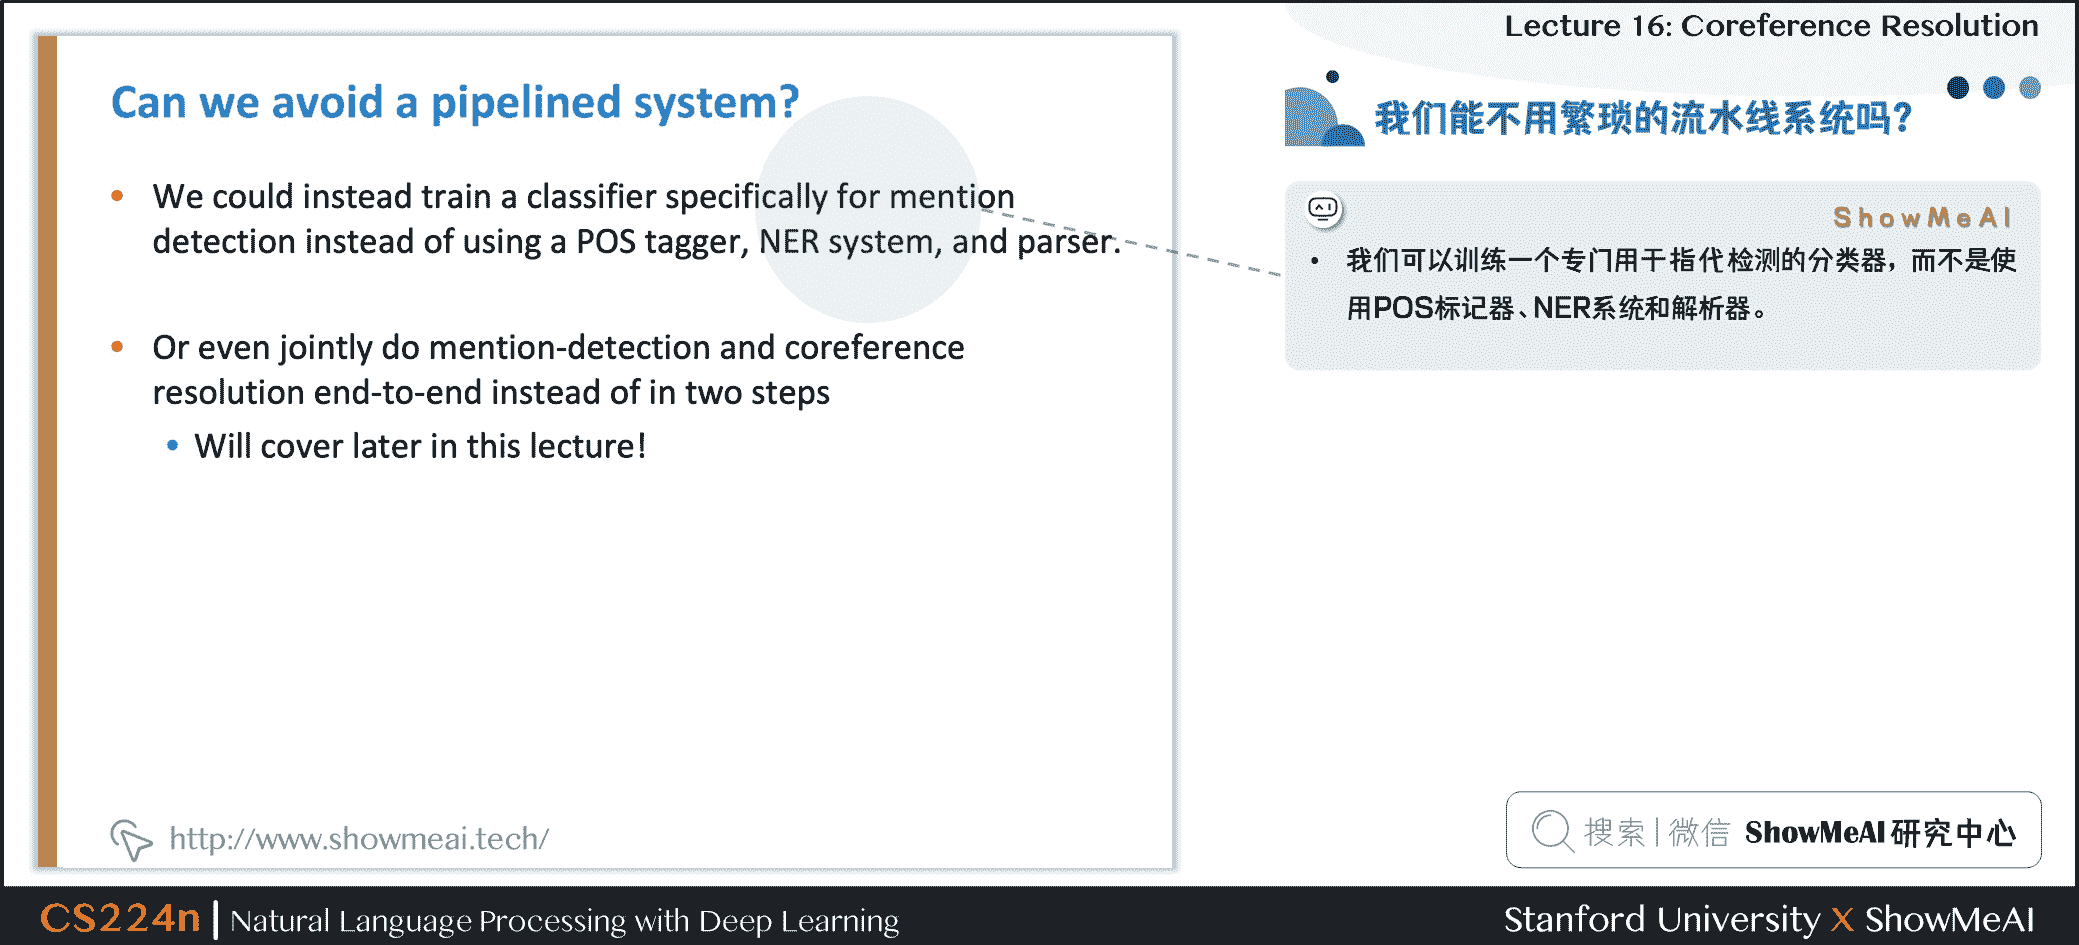 Lecture 16: Coreference Resolution
Can we avoid a pipelined system?
• We could instead train a classifier specifically for mention
detection instead of using a POS tagger, NER system, and parser.
• Or even jointly do mention-detection and coreference
resolution end-to-end instead of in two steps
• Will cover later in this lecture!
http://www.showmeai.tech/
我们能不用繁琐的流水线系统吗?
ShowMeAI
• 我们可以训练一个专门用于指代检测的分类器，而不是使
用POS标记器、NER系统和解析器。
搜索|微信 ShowMeAI研究中心
CS224n | Natural Language Processing with Deep Learning
Stanford University X ShowMeAI